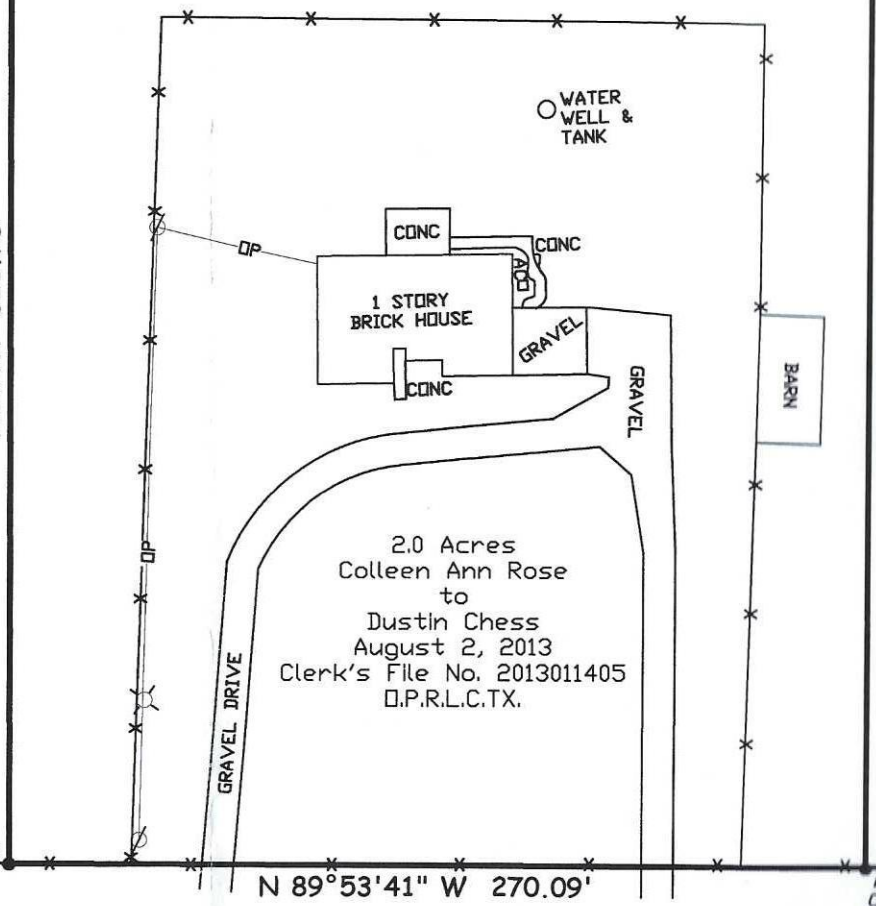 WATER
WELL &
TANK
CONC
CONC
OP
AC
1 STORY
BRICK HOUSE
GRAVEL
GRAVEL
BARN
CONC
OP
2.0 Acres
Colleen Ann Rose
to
Dustin Chess
August 2, 2013
Clerk's File No. 2013011405
O.P.R.L.C.TX.
GRAVEL DRIVE
N 89°53'41" W 270.09'